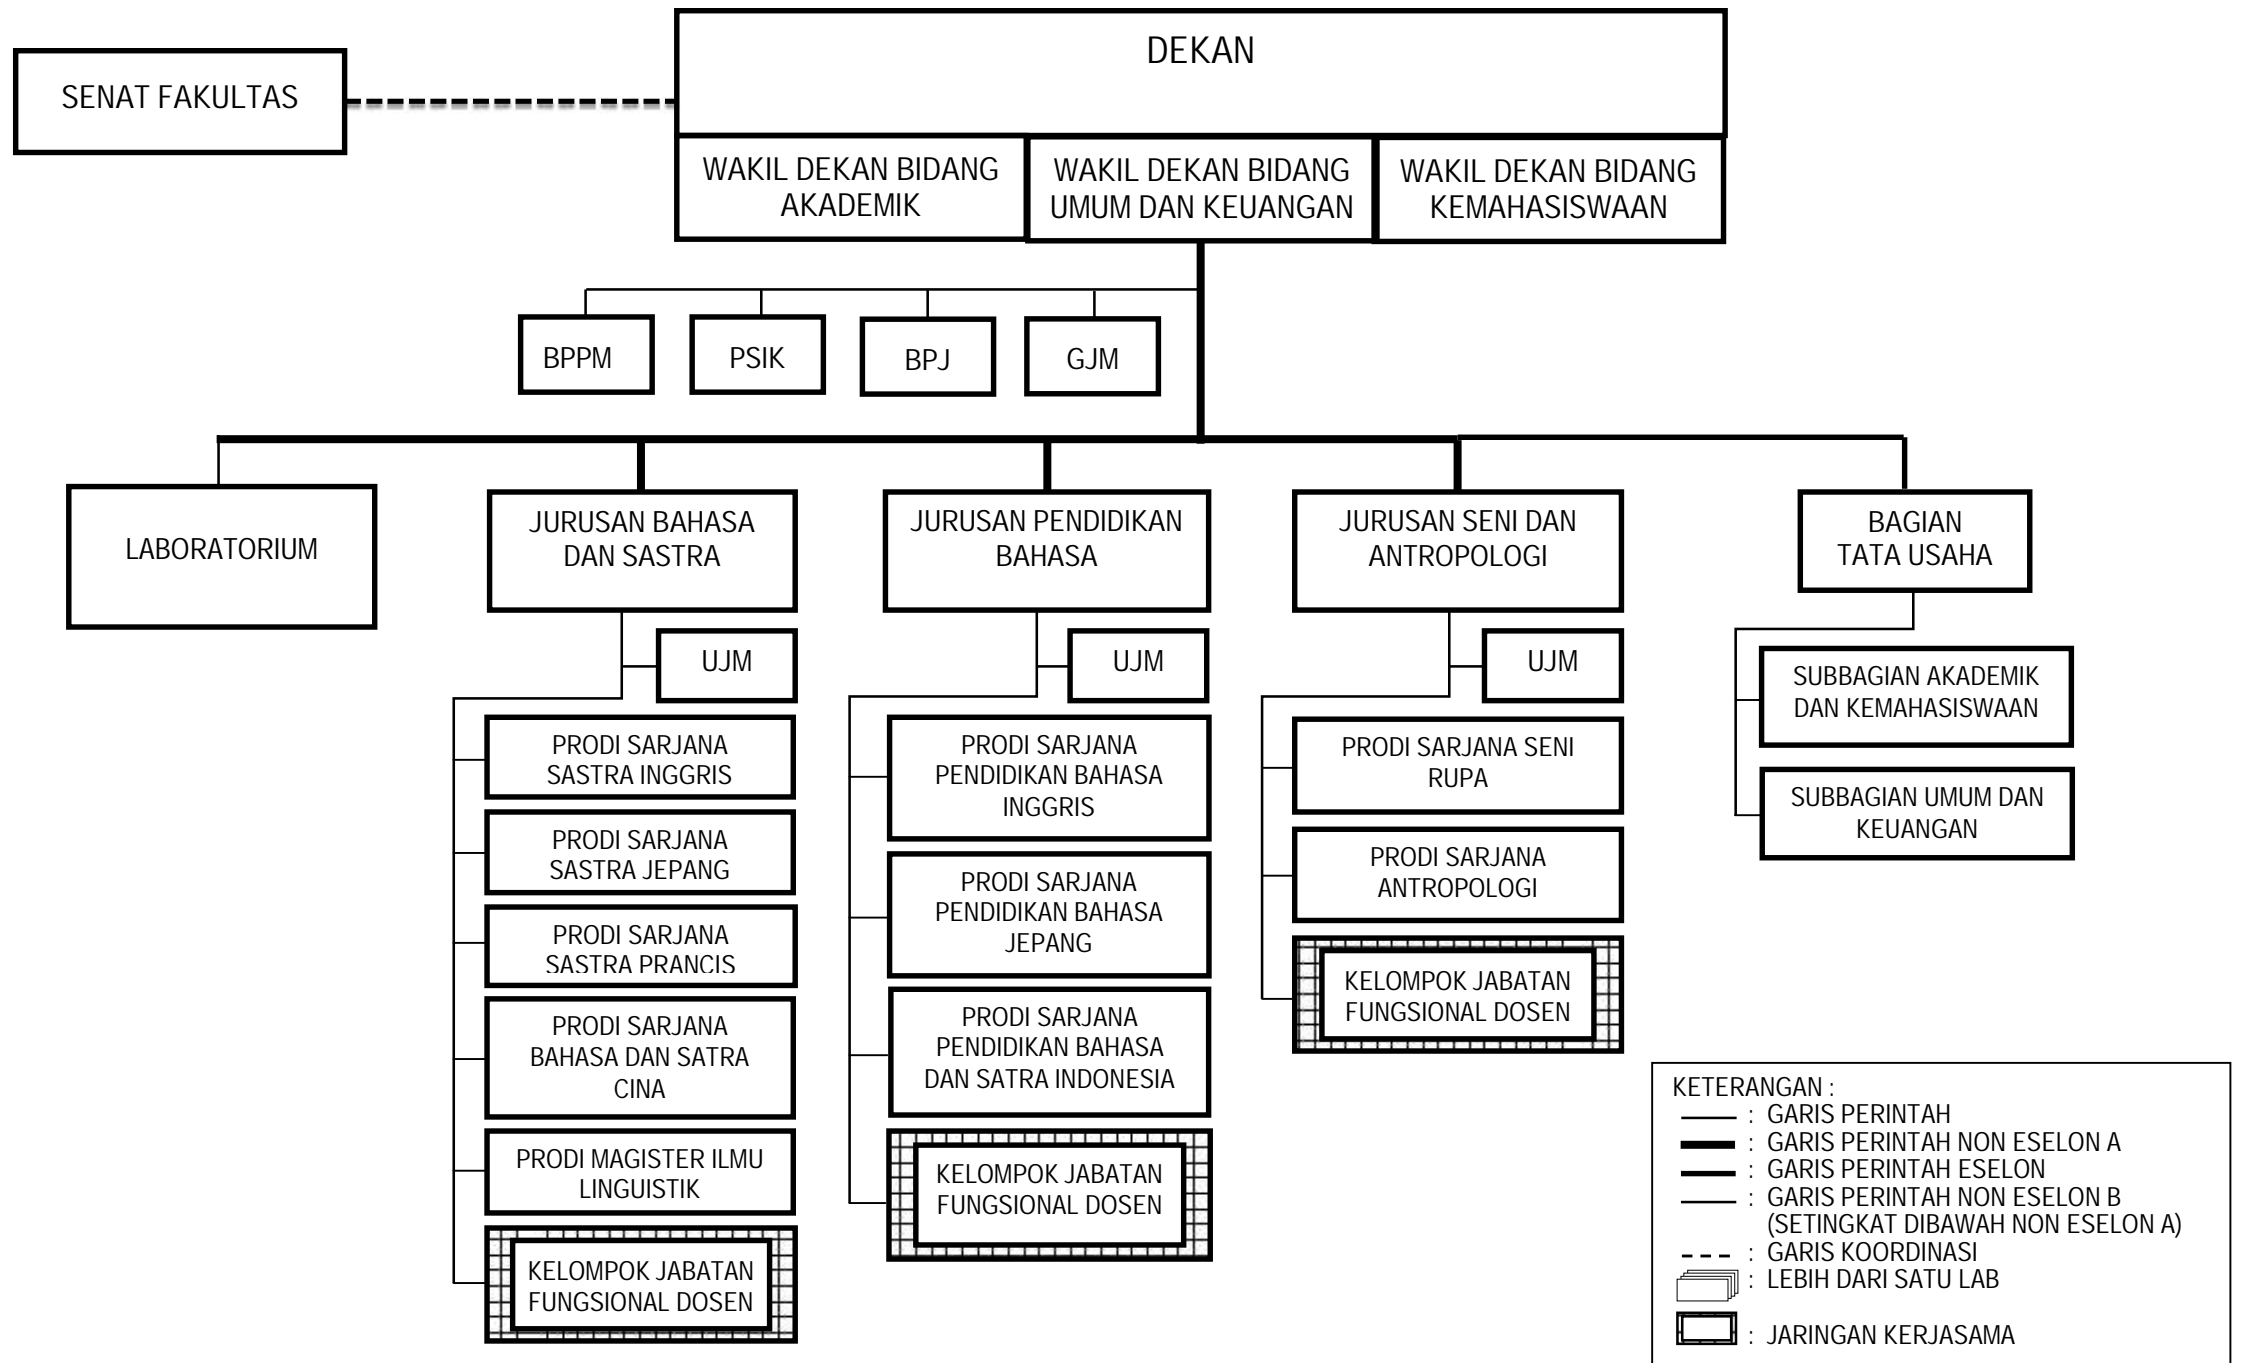 DEKAN
SENAT FAKULTAS
WAKIL DEKAN BIDANG
AKADEMIK
WAKIL DEKAN BIDANG
UMUM DAN KEUANGAN
WAKIL DEKAN BIDANG
KEMAHASISWAAN
BPPM
PSIK
BPJ
GJM
LABORATORIUM
JURUSAN BAHASA
DAN SASTRA
JURUSAN PENDIDIKAN
BAHASA
JURUSAN SENI DAN
ANTROPOLOGI
BAGIAN
TATA USAHA
UJM
PRODI SARJANA
SASTRA INGGRIS
PRODI SARJANA
SASTRA JEPANG
PRODI SARJANA
SASTRA PRANCIS
PRODI SARJANA
BAHASA DAN SATRA
CINA
PRODI MAGISTER ILMU
LINGUISTIK
KELOMPOK JABATAN
FUNGSIONAL DOSEN
UJM
PRODI SARJANA
PENDIDIKAN BAHASA
INGGRIS
PRODI SARJANA
PENDIDIKAN BAHASA
JEPANG
PRODI SARJANA
PENDIDIKAN BAHASA
DAN SATRA INDONESIA
KELOMPOK JABATAN
FUNGSIONAL DOSEN
UJM
PRODI SARJANA SENI
RUPA
PRODI SARJANA
ANTROPOLOGI
KELOMPOK JABATAN
FUNGSIONAL DOSEN
SUBBAGIAN AKADEMIK
DAN KEMAHASISWAAN
SUBBAGIAN UMUM DAN
KEUANGAN
KETERANGAN :
: GARIS PERINTAH
: GARIS PERINTAH NON ESELON A
: GARIS PERINTAH ESELON
: GARIS PERINTAH NON ESELON B
(SETINGKAT DIBAWAH NON ESELON A)
: GARIS KOORDINASI
: LEBIH DARI SATU LAB
: JARINGAN KERJASAMA